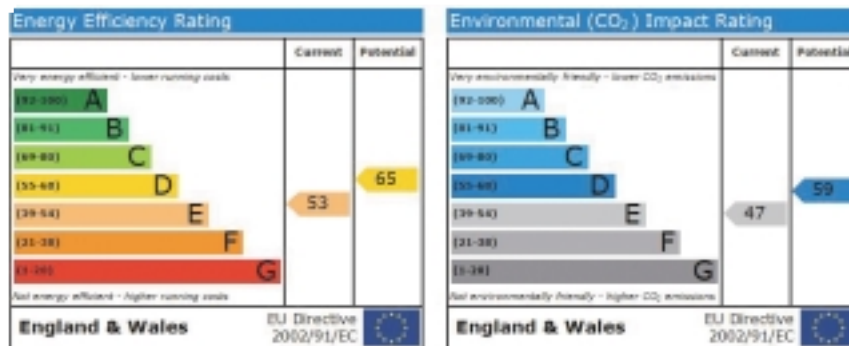 Energy Efficiency Rating
Current Potential
Very energy efficient - lower running costs
(92-100) A
(81-91) B
(69-80) C
(55-68) D
(39-54) E
(21-38) F
(1-20) G
53
65
Not energy efficient - higher running costs
England & Wales
EU Directive
2002/91/EC
Environmental (CO₂) Impact Rating
Current Potential
Very environmentally friendly - lower CO₂ emissions
(92-100) A
(81-91) B
(69-80) C
(55-68) D
(39-54) E
(21-38) F
(1-20) G
47
59
Not environmentally friendly - higher CO₂ emissions
England & Wales
EU Directive
2002/91/EC